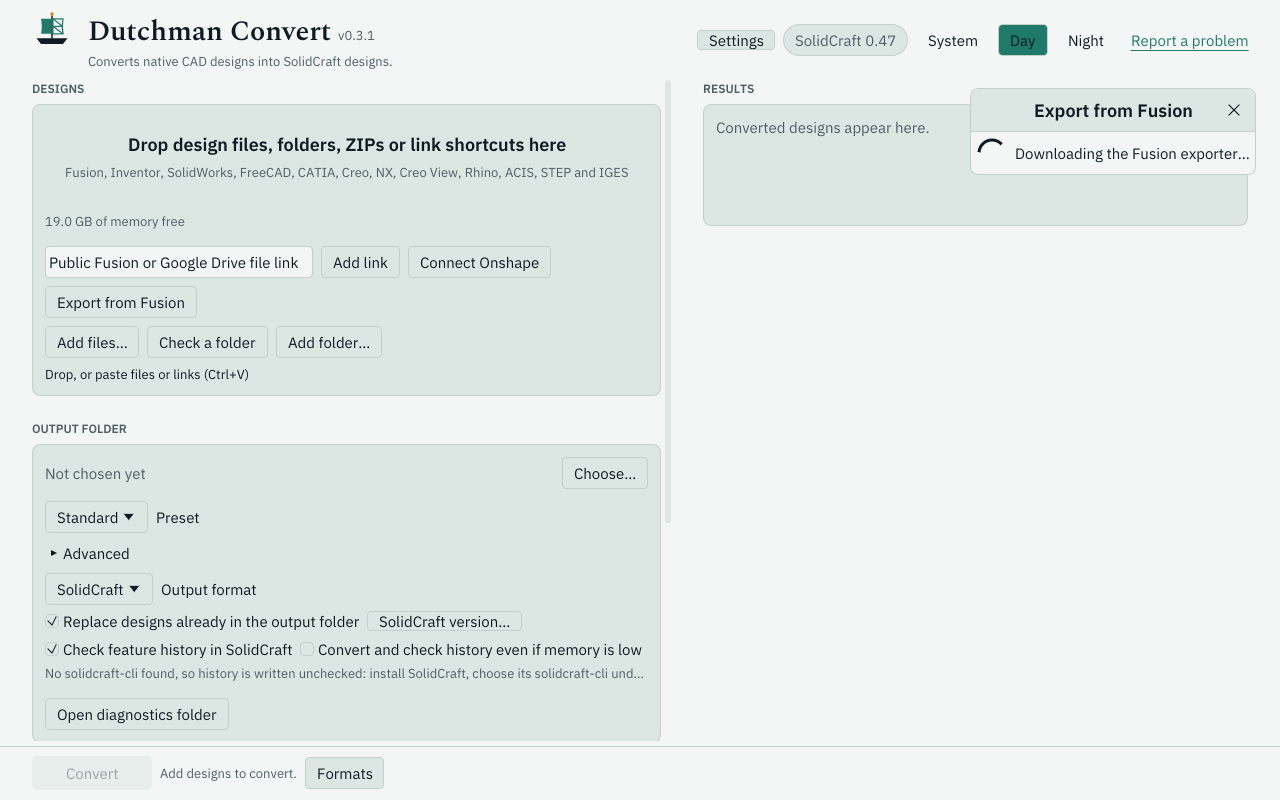 Dutchman Convert v0.3.1
Converts native CAD designs into SolidCraft designs.
Settings
SolidCraft 0.47
System
Day
Night
Report a problem
DESIGNS
Drop design files, folders, ZIPs or link shortcuts here
Fusion, Inventor, SolidWorks, FreeCAD, CATIA, Creo, NX, Creo View, Rhino, ACIS, STEP and IGES
19.0 GB of memory free
Public Fusion or Google Drive file link
Add link
Connect Onshape
Export from Fusion
Add files...
Check a folder
Add folder...
Drop, or paste files or links (Ctrl+V)
OUTPUT FOLDER
Not chosen yet
Choose...
Standard
Preset
Advanced
SolidCraft
Output format
Replace designs already in the output folder
SolidCraft version...
Check feature history in SolidCraft
Convert and check history even if memory is low
No solidcraft-cli found, so history is written unchecked: install SolidCraft, choose its solidcraft-cli und...
Open diagnostics folder
RESULTS
Converted designs appear here.
Export from Fusion
Downloading the Fusion exporter...
Convert
Add designs to convert.
Formats